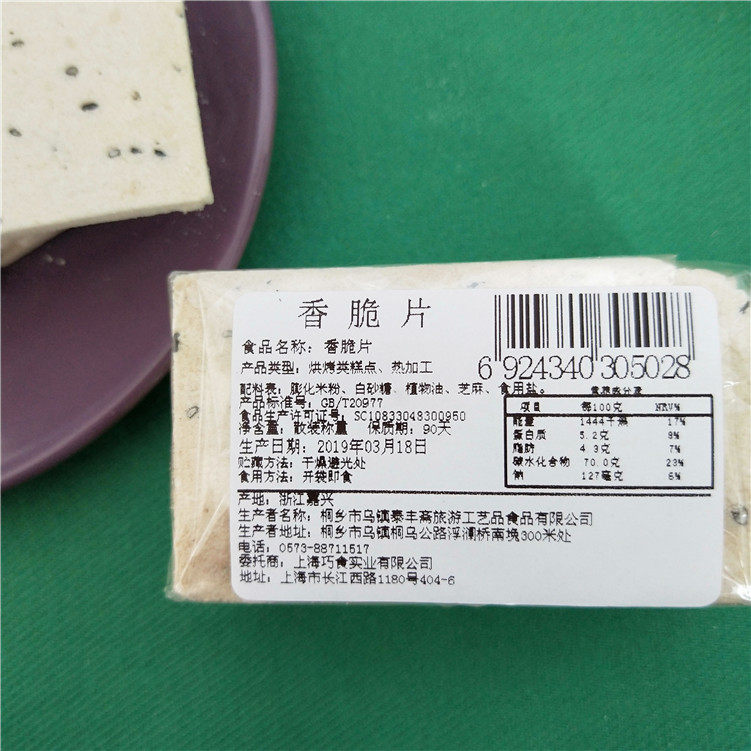 香脆片
6 924340 305028
食品名称：香脆片
产品类型：烘烤类糕点、热加工
配料表：膨化米粉、白砂糖、植物油、芝麻、食用盐。
产品标准号：GB/T20977
食品生产许可证号：SC10833048300950
净含量：散装称量 保质期：90天
生产日期：2019年03月18日
贮藏方法：干燥避光处
食用方法：开袋即食
营养成分表
项目 每100克 NRV%
能量 1444千焦 17%
蛋白质 5.2克 9%
脂肪 4.3克 7%
碳水化合物 70.0克 23%
钠 127毫克 6%
产地：浙江嘉兴
生产者名称：桐乡市乌镇泰丰斋旅游工艺品食品有限公司
生产者地址：桐乡市乌镇桐乌公路浮澜桥南堍300米处
电话：0573-88711517
委托商：上海巧食实业有限公司
地址：上海市长江西路1180号404-6